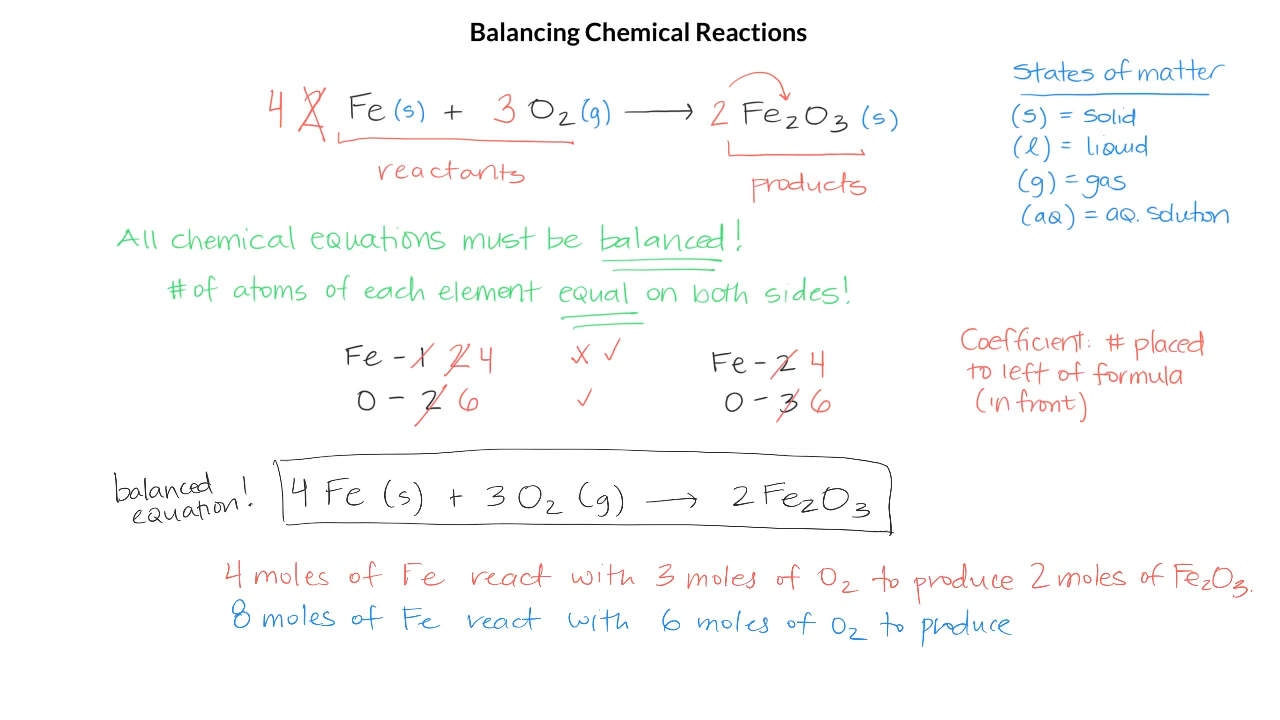 Balancing Chemical Reactions
4 2 Fe (s) + 3 O₂ (g) ⟶ 2 Fe₂O₃ (s)
reactants
products
States of matter
(s) = solid
(l) = liquid
(g) = gas
(aq) = aq. solution
All chemical equations must be balanced!
# of atoms of each element equal on both sides!
Fe - 1 2 4 x ✓ Fe - 2 4
O - 2 6 ✓ O - 3 6
Coefficient: # placed
to left of formula
(in front)
balanced
equation!
4 Fe (s) + 3 O₂ (g) ⟶ 2 Fe₂O₃
4 moles of Fe react with 3 moles of O₂ to produce 2 moles of Fe₂O₃.
8 moles of Fe react with 6 moles of O₂ to produce